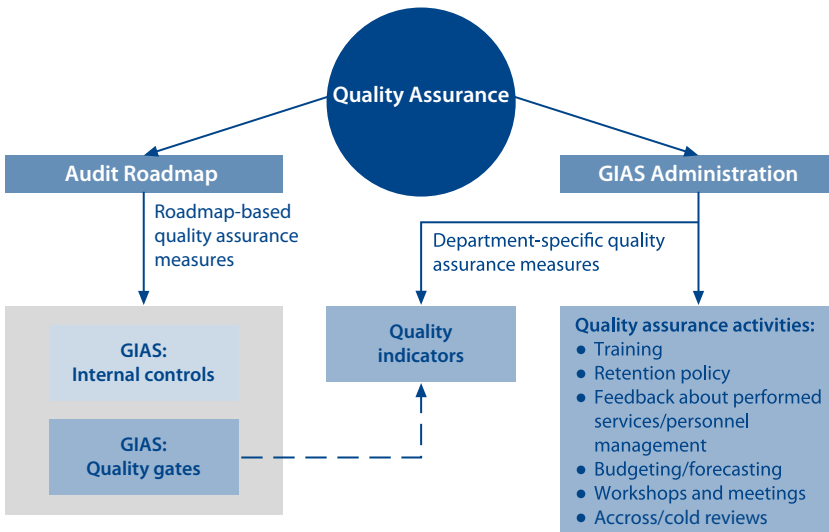 Quality Assurance
Audit Roadmap
GIAS Administration
Roadmap-based
quality assurance
measures
Department-specific quality
assurance measures
GIAS:
Internal controls
GIAS:
Quality gates
Quality
indicators
Quality assurance activities:
● Training
● Retention policy
● Feedback about performed
services/personnel
management
● Budgeting/forecasting
● Workshops and meetings
● Accross/cold reviews